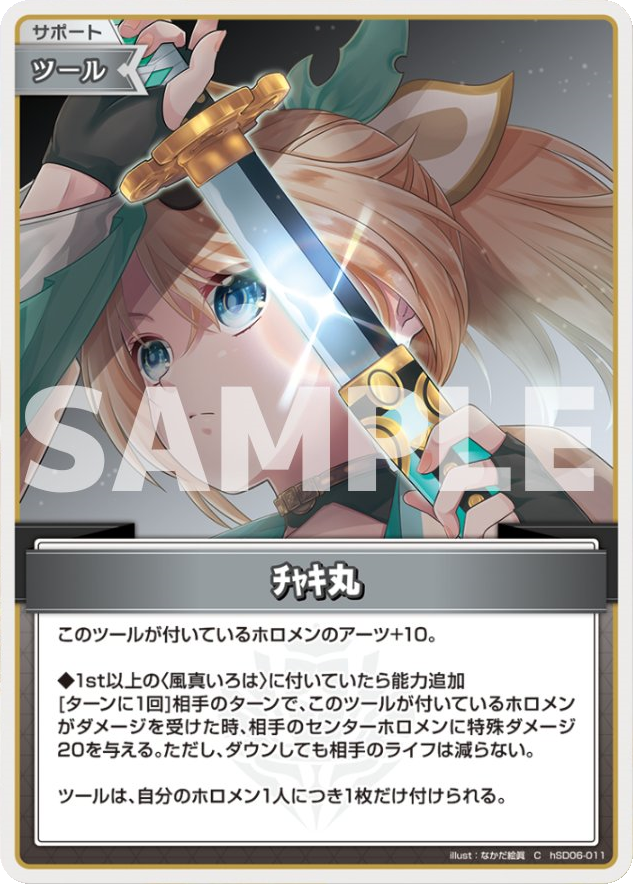 サポート
ツール
SAMPLE
チャキ丸
このツールが付いているホロメンのアーツ+10。
◆1st以上の〈風真いろは〉に付いていたら能力追加
[ターンに1回]相手のターンで、このツールが付いているホロメン
がダメージを受けた時、相手のセンターホロメンに特殊ダメージ
20を与える。ただし、ダウンしても相手のライフは減らない。
ツールは、自分のホロメン1人につき1枚だけ付けられる。
illust：なかだ絵眞 C hSD06-011